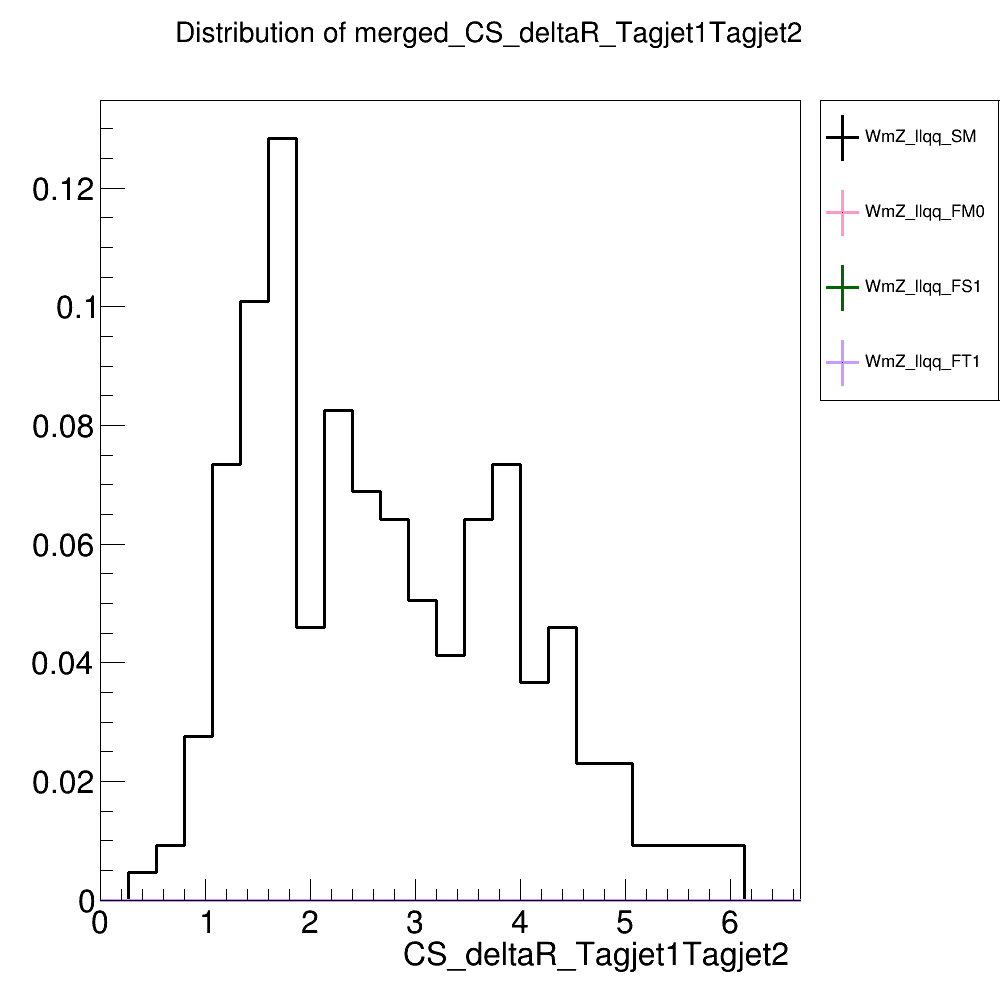 Distribution of merged_CS_deltaR_Tagjet1Tagjet2
WmZ_llqq_SM
WmZ_llqq_FM0
WmZ_llqq_FS1
WmZ_llqq_FT1
0.12
0.1
0.08
0.06
0.04
0.02
0
0 1 2 3 4 5 6
CS_deltaR_Tagjet1Tagjet2